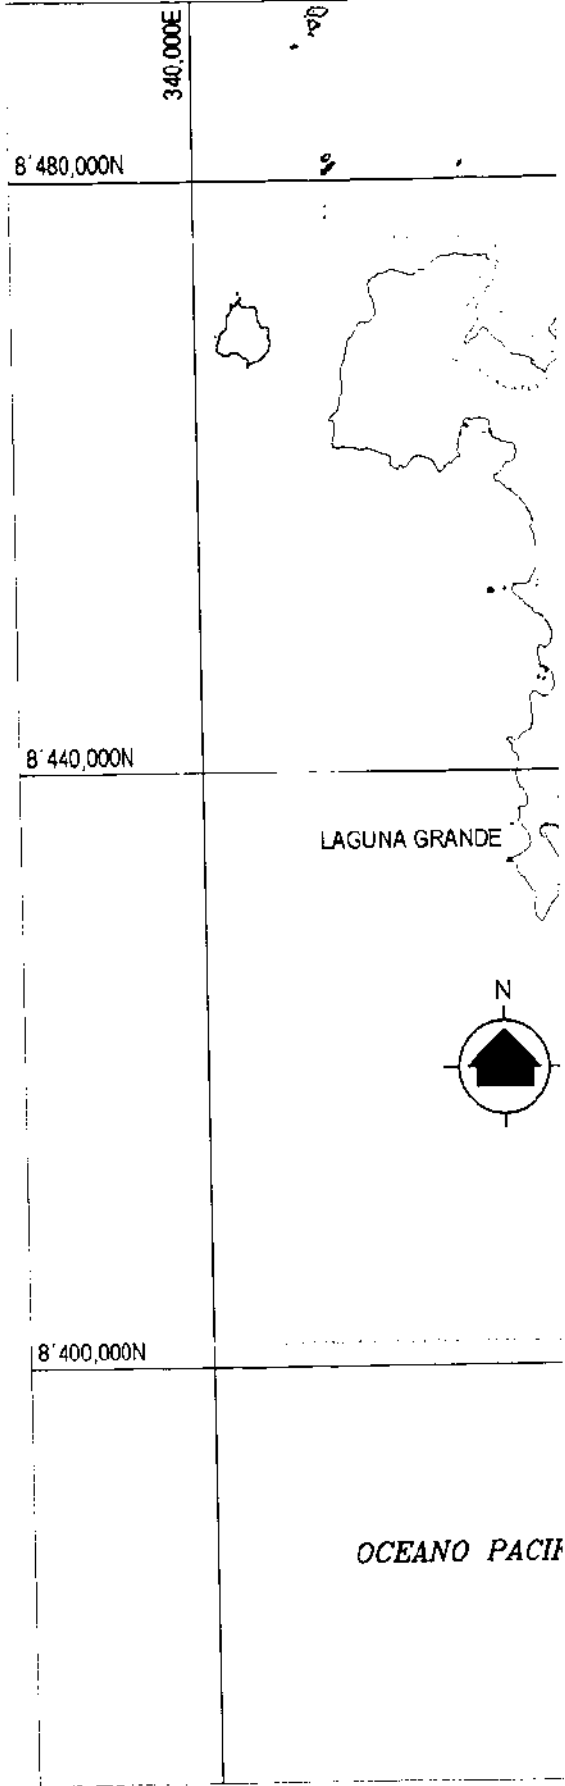 340,000E
8´480,000N
8´440,000N
LAGUNA GRANDE
N
8´400,000N
OCEANO PACIF